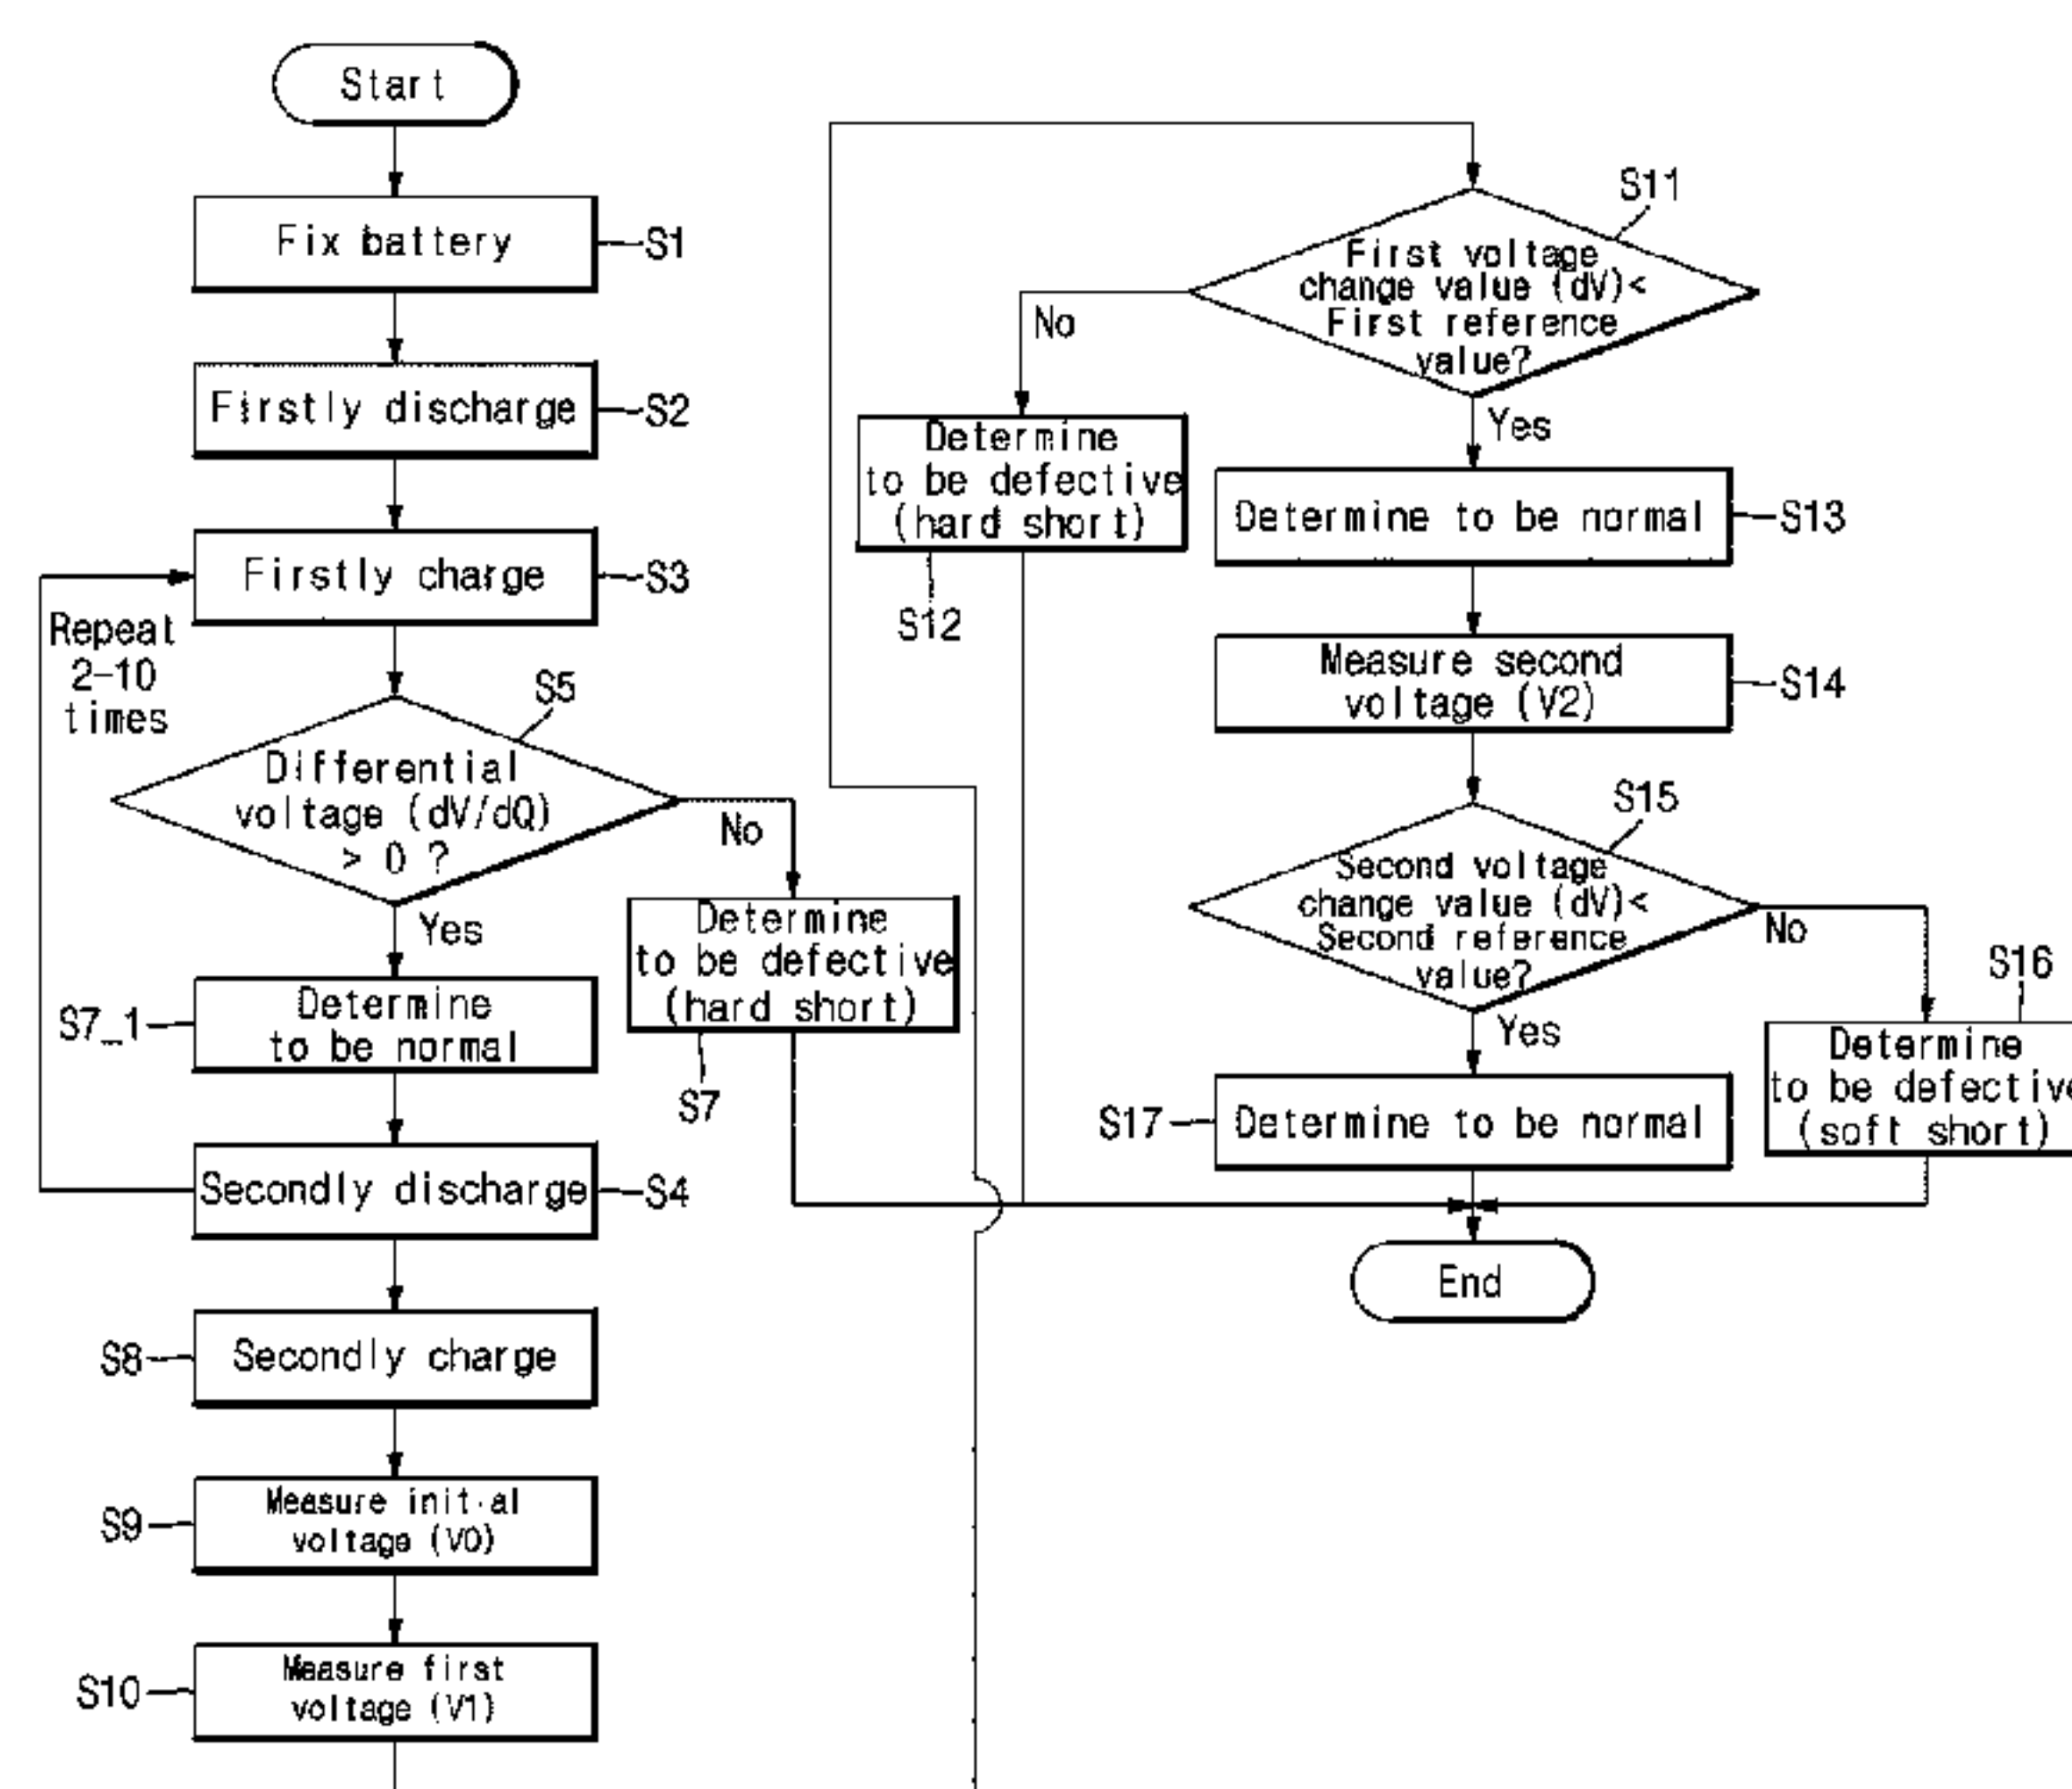 Start
Fix battery
S1
Firstly discharge
S2
Firstly charge
S3
Repeat
2-10
times
S5
Differential
voltage (dV/dQ)
> 0 ?
No
Yes
Determine
to be defective
(hard short)
S7
Determine
to be normal
S7_1
Secondly discharge
S4
Secondly charge
S8
Measure initial
voltage (V0)
S9
Measure first
voltage (V1)
S10
S11
First voltage
change value (dV)<
First reference
value?
No
Yes
Determine
to be defective
(hard short)
S12
Determine to be normal
S13
Measure second
voltage (V2)
S14
S15
Second voltage
change value (dV)<
Second reference
value?
No
Yes
S16
Determine
to be defective
(soft short)
S17
Determine to be normal
End